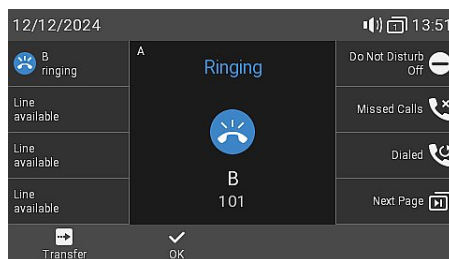 12/12/2024
1 13:51
B
ringing
Line
available
Line
available
Line
available
A
Ringing
B
101
Do Not Disturb
Off
Missed Calls
Dialed
Next Page
Transfer
OK